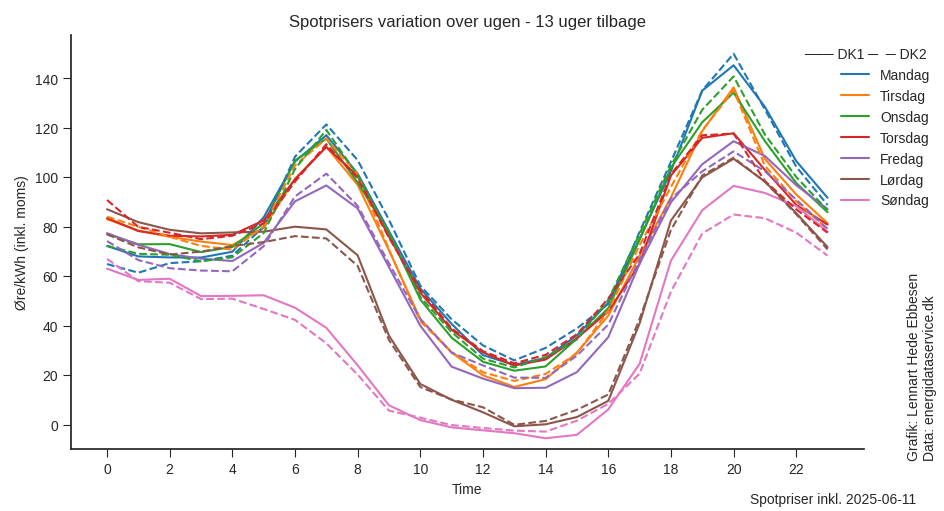 Spotprisers variation over ugen - 13 uger tilbage
Øre/kWh (inkl. moms)
140
120
100
80
60
40
20
0
0 2 4 6 8 10 12 14 16 18 20 22
Time
DK1 DK2
Mandag
Tirsdag
Onsdag
Torsdag
Fredag
Lørdag
Søndag
Grafik: Lennart Hede Ebbesen
Data: energidataservice.dk
Spotpriser inkl. 2025-06-11